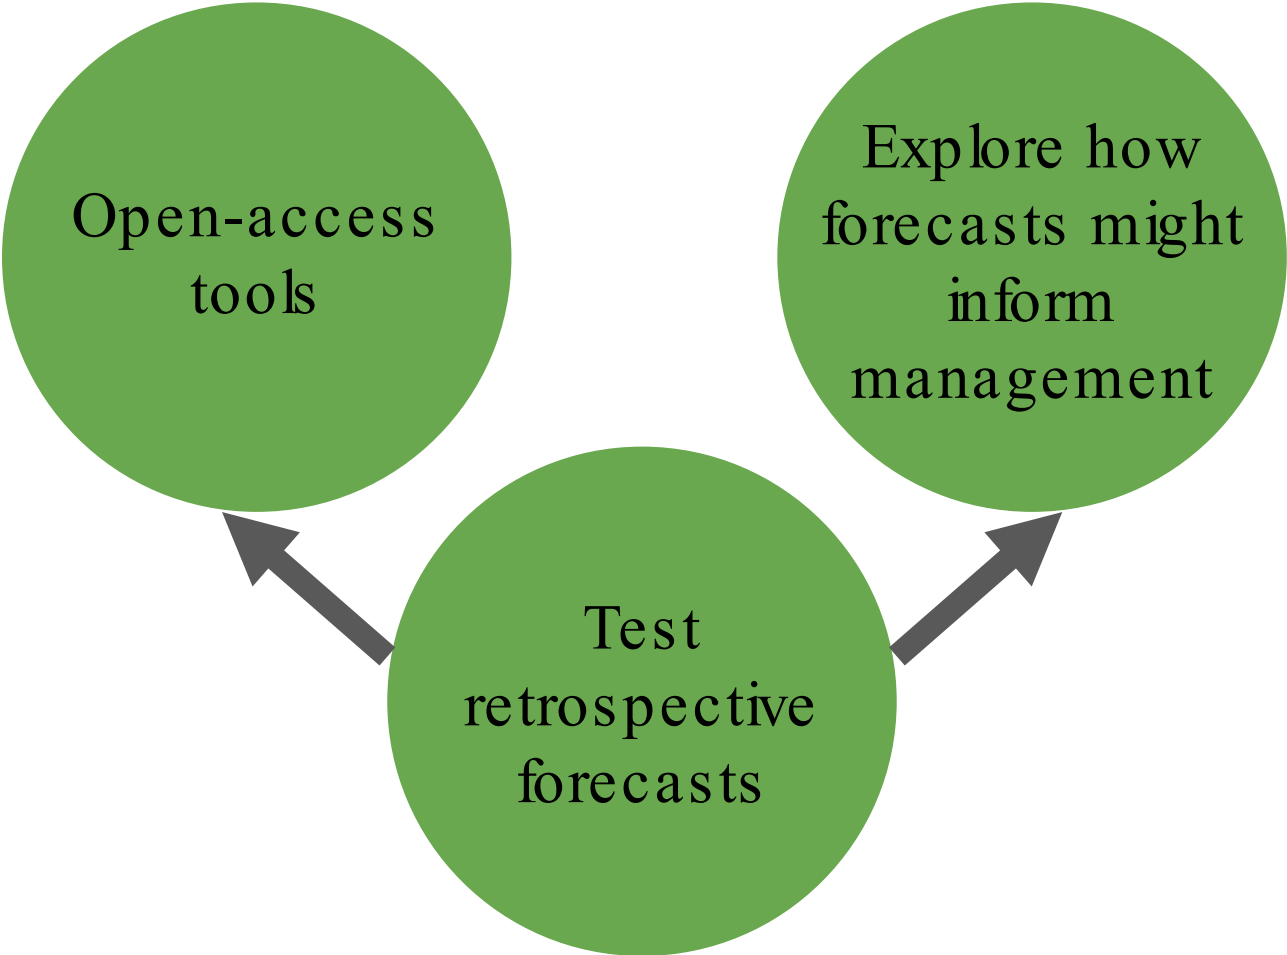 Open-access
tools
Explore how
forecasts might
inform
management
Test
retrospective
forecasts